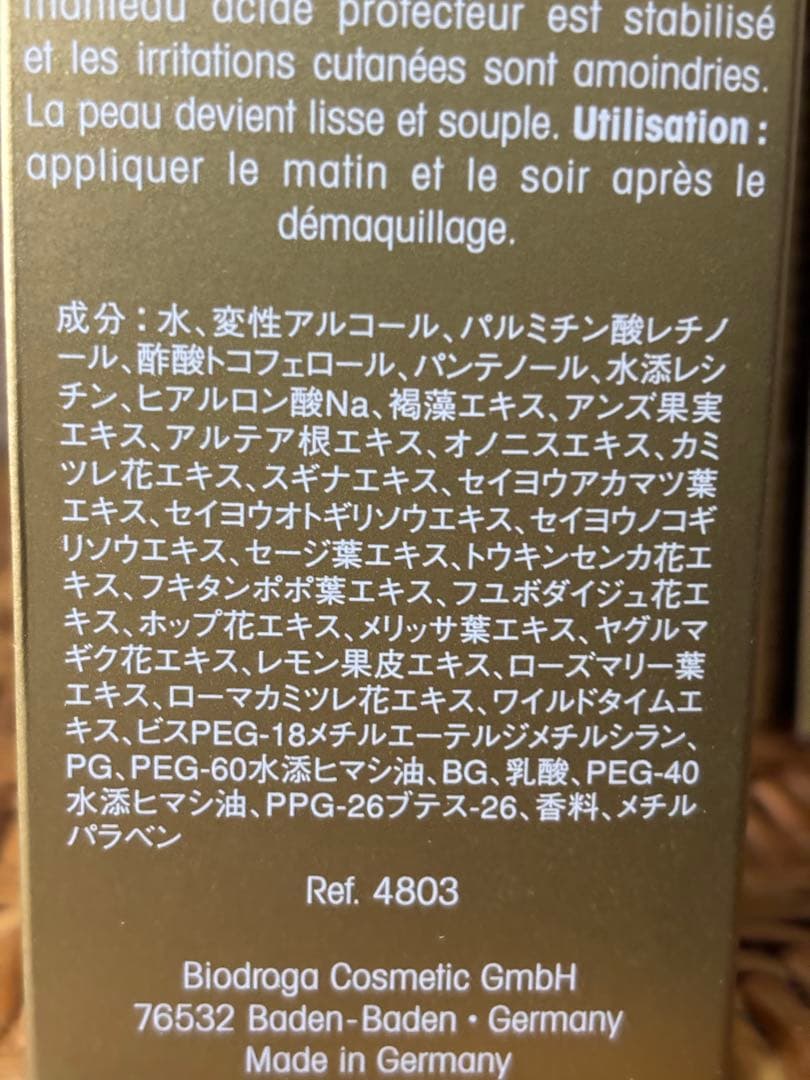 manteau acide protecteur est stabilisé
et les irritations cutanées sont amoindries.
La peau devient lisse et souple. Utilisation :
appliquer le matin et le soir après le
démaquillage.
成分：水、変性アルコール、パルミチン酸レチノ
ール、酢酸トコフェロール、パンテノール、水添レシ
チン、ヒアルロン酸Na、褐藻エキス、アンズ果実
エキス、アルテア根エキス、オノニスエキス、カミ
ツレ花エキス、スギナエキス、セイヨウアカマツ葉
エキス、セイヨウオトギリソウエキス、セイヨウノコギ
リソウエキス、セージ葉エキス、トウキンセンカ花エ
キス、フキタンポポ葉エキス、フユボダイジュ花エ
キス、ホップ花エキス、メリッサ葉エキス、ヤグルマ
ギク花エキス、レモン果皮エキス、ローズマリー葉
エキス、ローマカミツレ花エキス、ワイルドタイムエ
キス、ビスPEG-18メチルエーテルジメチルシラン、
PG、PEG-60水添ヒマシ油、BG、乳酸、PEG-40
水添ヒマシ油、PPG-26ブテス-26、香料、メチル
パラベン
Ref. 4803
Biodroga Cosmetic GmbH
76532 Baden-Baden • Germany
Made in Germany